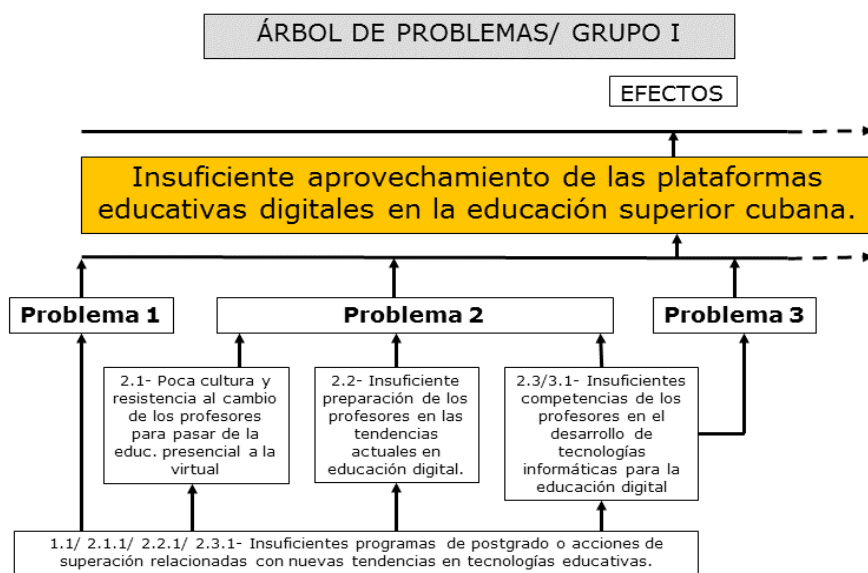 ÁRBOL DE PROBLEMAS/ GRUPO I
EFECTOS
Insuficiente aprovechamiento de las plataformas
educativas digitales en la educación superior cubana.
Problema 1
Problema 2
Problema 3
2.1- Poca cultura y
resistencia al cambio
de los profesores
para pasar de la
educ. presencial a la
virtual
2.2- Insuficiente
preparación de los
profesores en las
tendencias
actuales en
educación digital.
2.3/3.1- Insuficientes
competencias de los
profesores en el
desarrollo de
tecnologías
informáticas para la
educación digital
1.1/ 2.1.1/ 2.2.1/ 2.3.1- Insuficientes programas de postgrado o acciones de
superación relacionadas con nuevas tendencias en tecnologías educativas.